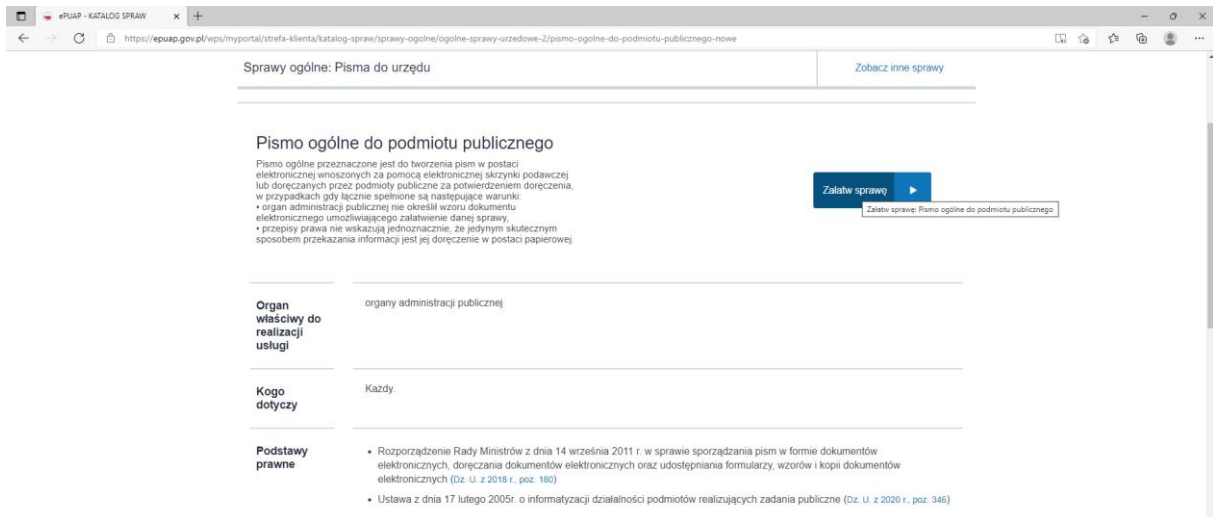 ePUAP - KATALOG SPRAW
https://epuap.gov.pl/wps/myportal/strefa-klienta/katalog-spraw/sprawy-ogolne/ogolne-sprawy-urzedowe-2/pismo-ogolne-do-podmiotu-publicznego-nowe
Sprawy ogólne: Pisma do urzędu
Zobacz inne sprawy
Pismo ogólne do podmiotu publicznego
Pismo ogólne przeznaczone jest do tworzenia pism w postaci
elektronicznej wnoszonych za pomocą elektronicznej skrzynki podawczej
lub doręczanych przez podmioty publiczne za potwierdzeniem doręczenia,
w przypadkach gdy łącznie spełnione są następujące warunki:
• organ administracji publicznej nie określił wzoru dokumentu
elektronicznego umożliwiającego załatwienie danej sprawy,
• przepisy prawa nie wskazują jednoznacznie, że jedynym skutecznym
sposobem przekazania informacji jest jej doręczenie w postaci papierowej.
Załatw sprawę
Załatw sprawę: Pismo ogólne do podmiotu publicznego
Organ
właściwy do
realizacji
usługi
organy administracji publicznej
Kogo
dotyczy
Każdy.
Podstawy
prawne
• Rozporządzenie Rady Ministrów z dnia 14 września 2011 r. w sprawie sporządzania pism w formie dokumentów
elektronicznych, doręczania dokumentów elektronicznych oraz udostępniania formularzy, wzorów i kopii dokumentów
elektronicznych (Dz. U. z 2018 r., poz. 180)
• Ustawa z dnia 17 lutego 2005r. o informatyzacji działalności podmiotów realizujących zadania publiczne (Dz. U. z 2020 r., poz. 346)